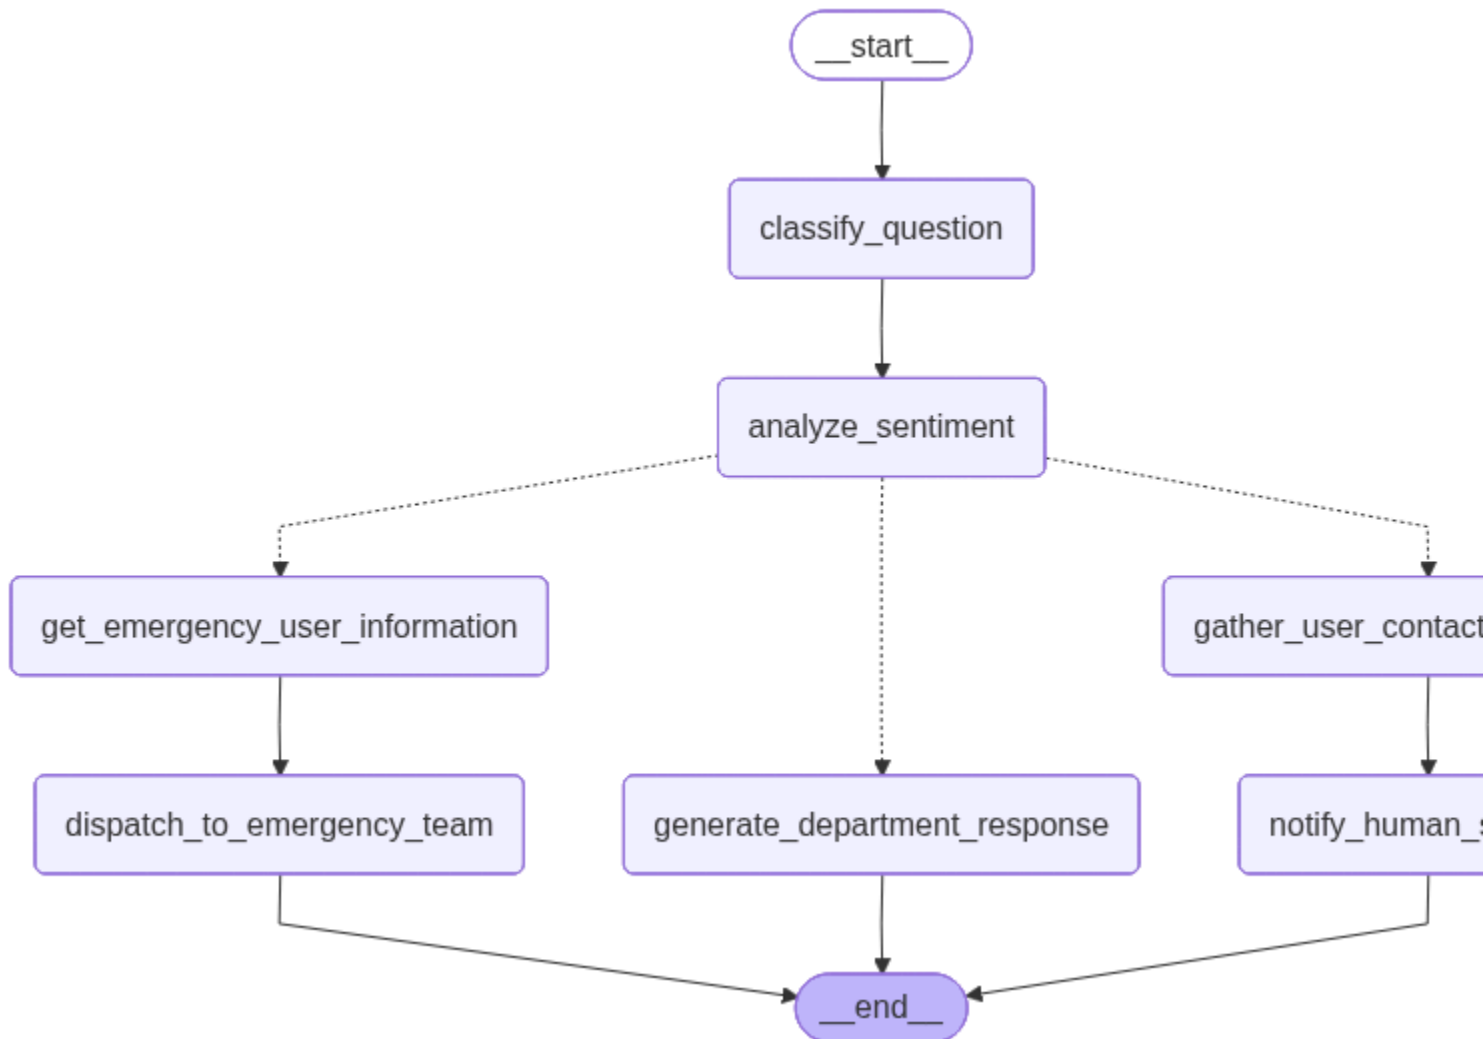 __start__
classify_question
analyze_sentiment
get_emergency_user_information
gather_user_contact
dispatch_to_emergency_team
generate_department_response
notify_human_
__end__